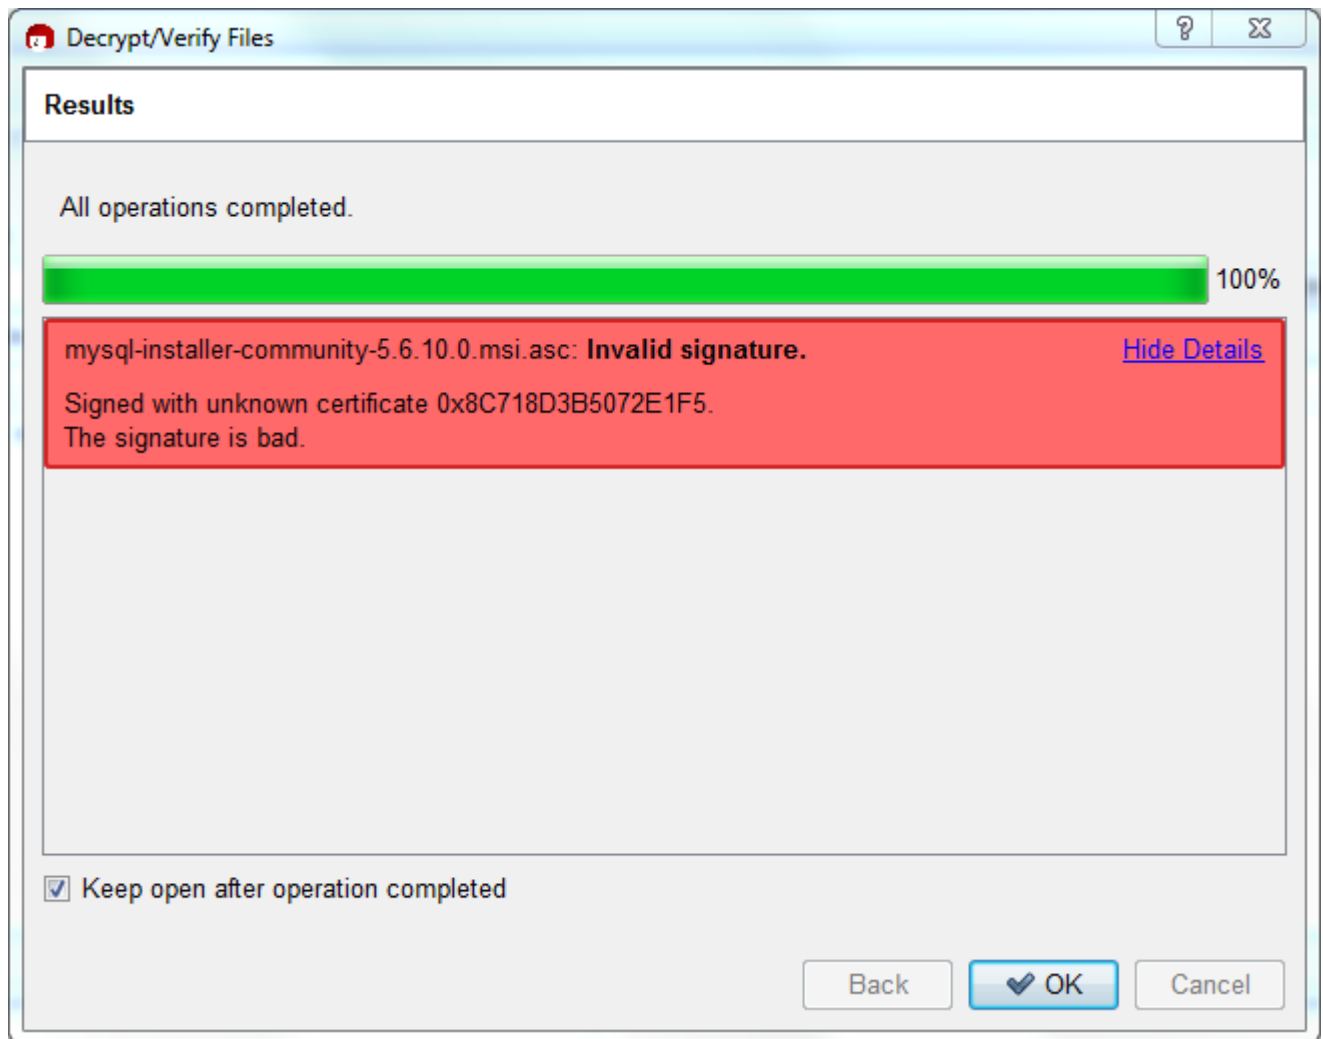 Decrypt/Verify Files
Results
All operations completed.
100%
mysql-installer-community-5.6.10.0.msi.asc: Invalid signature.
Hide Details
Signed with unknown certificate 0x8C718D3B5072E1F5.
The signature is bad.
Keep open after operation completed
Back
OK
Cancel